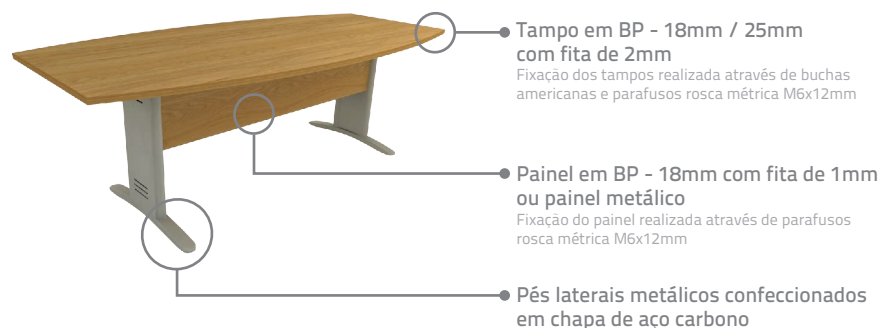 Tampo em BP - 18mm / 25mm
com fita de 2mm
Fixação dos tampos realizada através de buchas
americanas e parafusos rosca métrica M6x12mm
Painel em BP - 18mm com fita de 1mm
ou painel metálico
Fixação do painel realizada através de parafusos
rosca métrica M6x12mm
Pés laterais metálicos confeccionados
em chapa de aço carbono